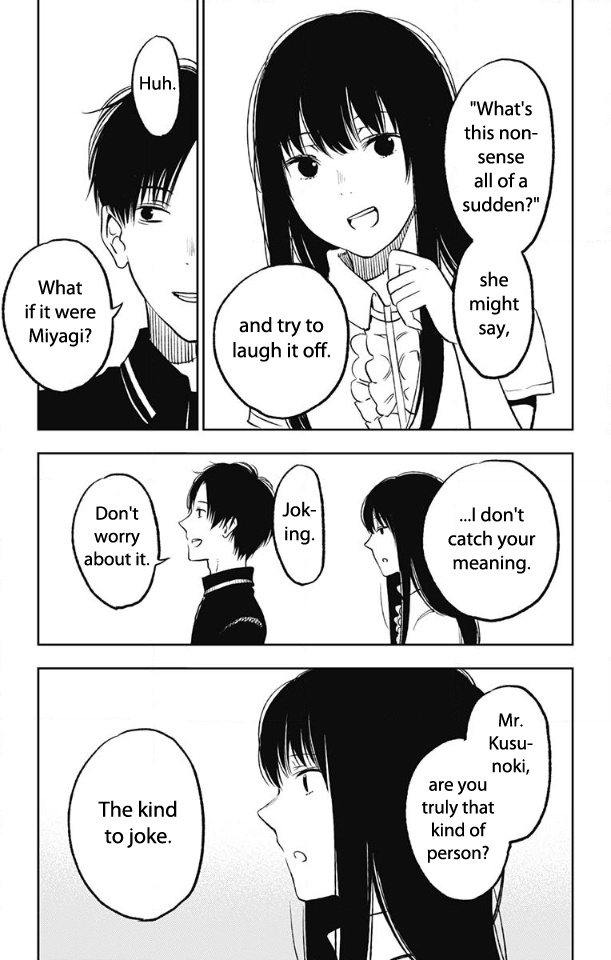 "What's
this non-
sense
all of a
sudden?"
she
might
say,
and try to
laugh it off.
Huh.
What
if it were
Miyagi?
...I don't
catch your
meaning.
Jok-
ing.
Don't
worry
about it.
Mr.
Kusu-
noki,
are you
truly that
kind of
person?
The kind
to joke.